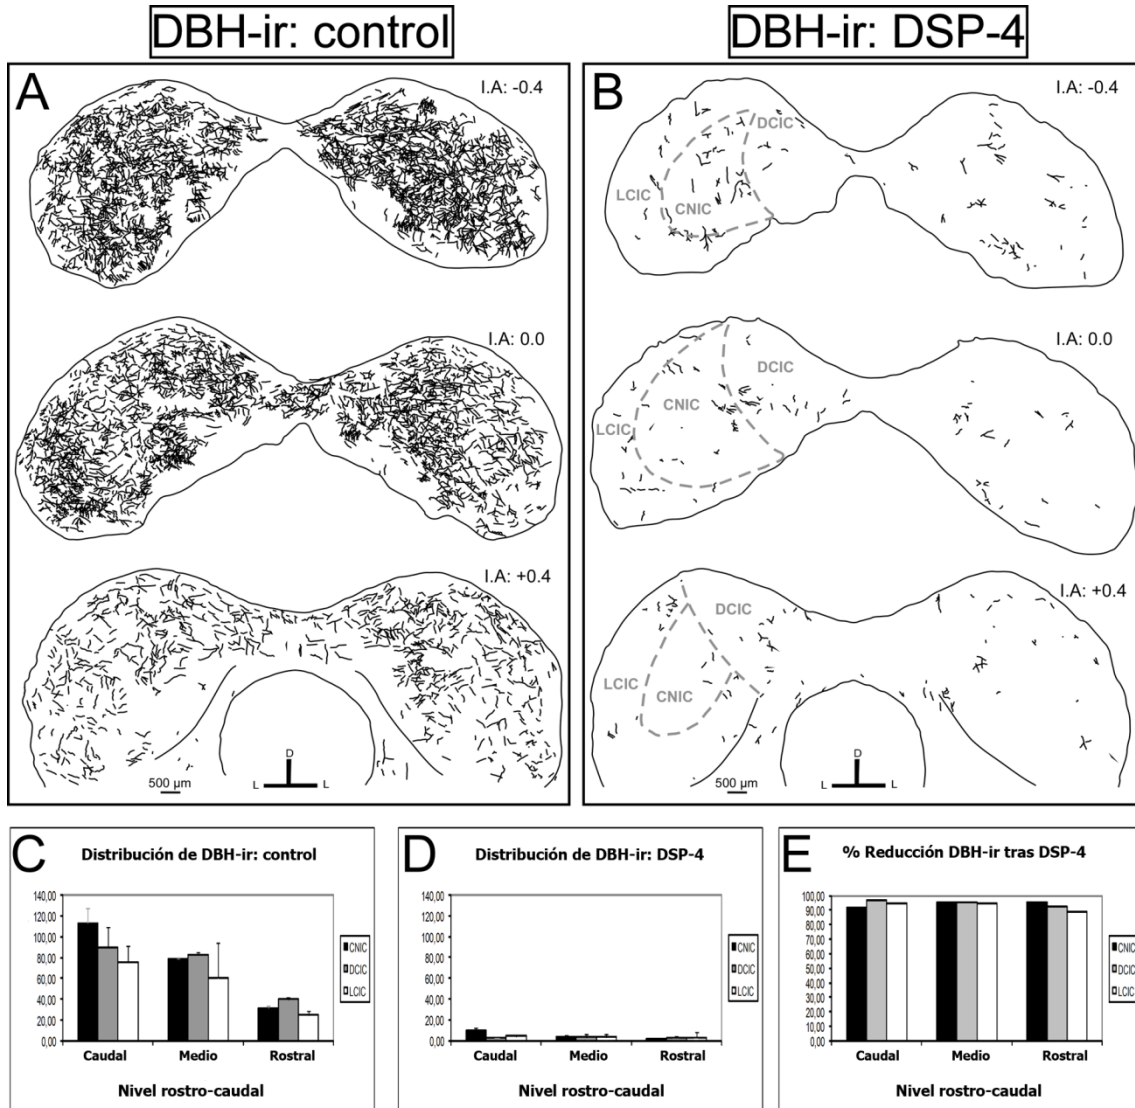 DBH-ir: control
DBH-ir: DSP-4
A
I.A: -0.4
I.A: 0.0
I.A: +0.4
500 µm
D
L
L
B
I.A: -0.4
DCIC
LCIC
CNIC
I.A: 0.0
DCIC
CNIC
LCIC
I.A: +0.4
DCIC
LCIC
CNIC
500 µm
D
L
L
C
Distribución de DBH-ir: control
140,00
120,00
100,00
80,00
60,00
40,00
20,00
0,00
Caudal Medio Rostral
Nivel rostro-caudal
CNIC
DCIC
LCIC
D
Distribución de DBH-ir: DSP-4
140,00
120,00
100,00
80,00
60,00
40,00
20,00
0,00
Caudal Medio Rostral
Nivel rostro-caudal
CNIC
DCIC
LCIC
E
% Reducción DBH-ir tras DSP-4
100,00
90,00
80,00
70,00
60,00
50,00
40,00
30,00
20,00
10,00
0,00
Caudal Medio Rostral
Nivel rostro-caudal
CNIC
DCIC
LCIC